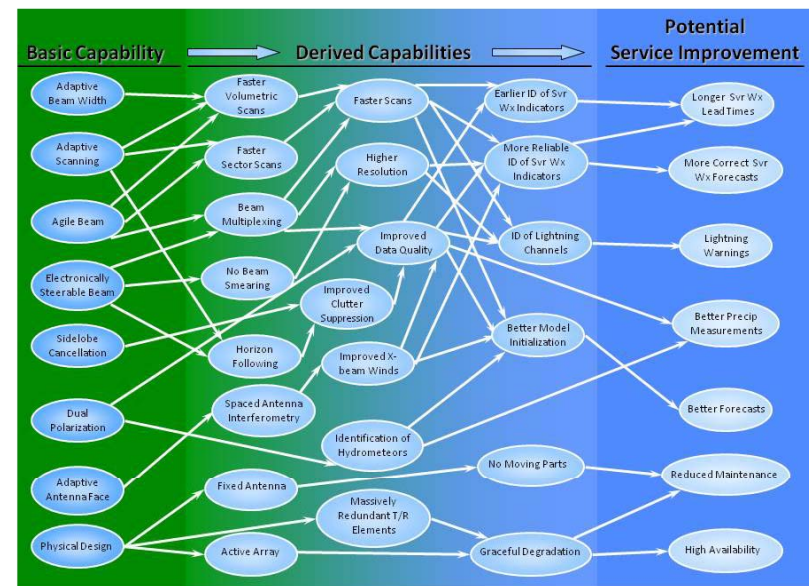 Potential
Basic Capability
Derived Capabilities
Service Improvement
Adaptive
Beam Width
Adaptive
Scanning
Agile Beam
Electronically
Steerable Beam
Sidelobe
Cancellation
Dual
Polarization
Adaptive
Antenna Face
Physical Design
Faster
Volumetric
Scans
Faster
Sector Scans
Beam
Multiplexing
No Beam
Smearing
Horizon
Following
Spaced Antenna
Interferometry
Fixed Antenna
Active Array
Faster Scans
Higher
Resolution
Improved
Data Quality
Improved
Clutter
Suppression
Improved X-
beam Winds
Identification of
Hydrometeors
Massively
Redundant T/R
Elements
Earlier ID of Svr
Wx Indicators
More Reliable
ID of Svr Wx
Indicators
ID of Lightning
Channels
Better Model
Initialization
No Moving Parts
Graceful Degradation
Longer Svr Wx
Lead Times
More Correct Svr
Wx Forecasts
Lightning
Warnings
Better Precip
Measurements
Better Forecasts
Reduced Maintenance
High Availability